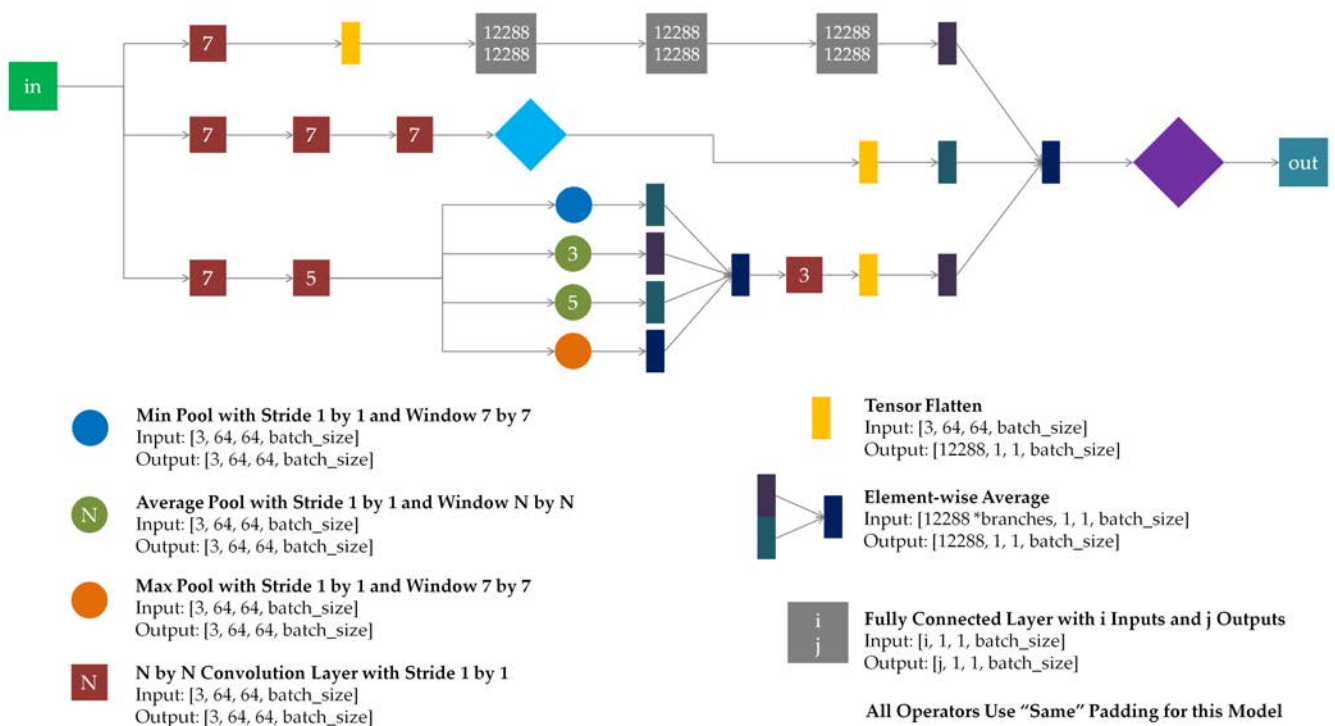 in
7
12288
12288
12288
12288
12288
12288
7
7
7
out
7
5
3
5
3
Min Pool with Stride 1 by 1 and Window 7 by 7
Input: [3, 64, 64, batch_size]
Output: [3, 64, 64, batch_size]
N
Average Pool with Stride 1 by 1 and Window N by N
Input: [3, 64, 64, batch_size]
Output: [3, 64, 64, batch_size]
Max Pool with Stride 1 by 1 and Window 7 by 7
Input: [3, 64, 64, batch_size]
Output: [3, 64, 64, batch_size]
N
N by N Convolution Layer with Stride 1 by 1
Input: [3, 64, 64, batch_size]
Output: [3, 64, 64, batch_size]
Tensor Flatten
Input: [3, 64, 64, batch_size]
Output: [12288, 1, 1, batch_size]
Element-wise Average
Input: [12288 *branches, 1, 1, batch_size]
Output: [12288, 1, 1, batch_size]
i
j
Fully Connected Layer with i Inputs and j Outputs
Input: [i, 1, 1, batch_size]
Output: [j, 1, 1, batch_size]
All Operators Use “Same” Padding for this Model